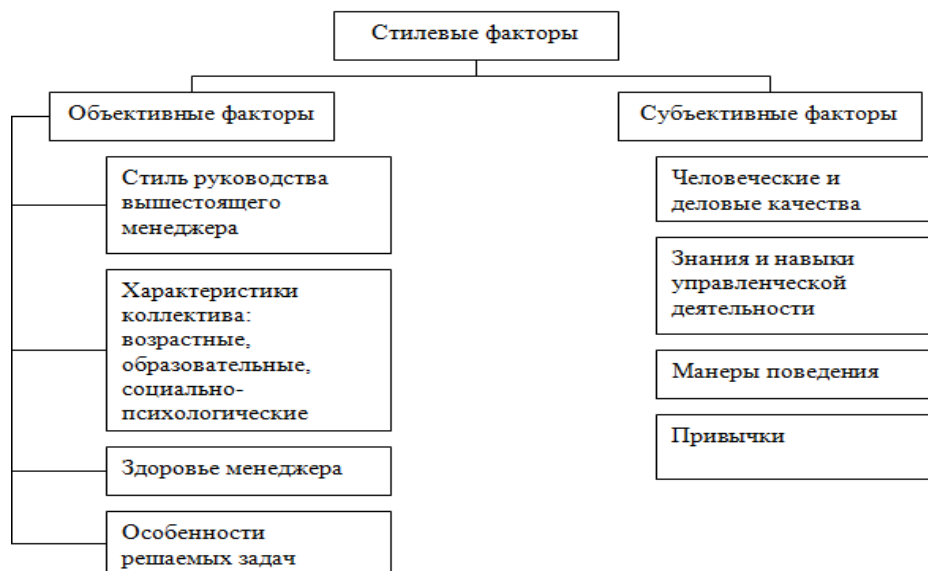 Стилевые факторы
Объективные факторы
Стиль руководства
вышестоящего
менеджера
Характеристики
коллектива:
возрастные,
образовательные,
социально-
психологические
Здоровье менеджера
Особенности
решаемых задач
Субъективные факторы
Человеческие и
деловые качества
Знания и навыки
управленческой
деятельности
Манеры поведения
Привычки